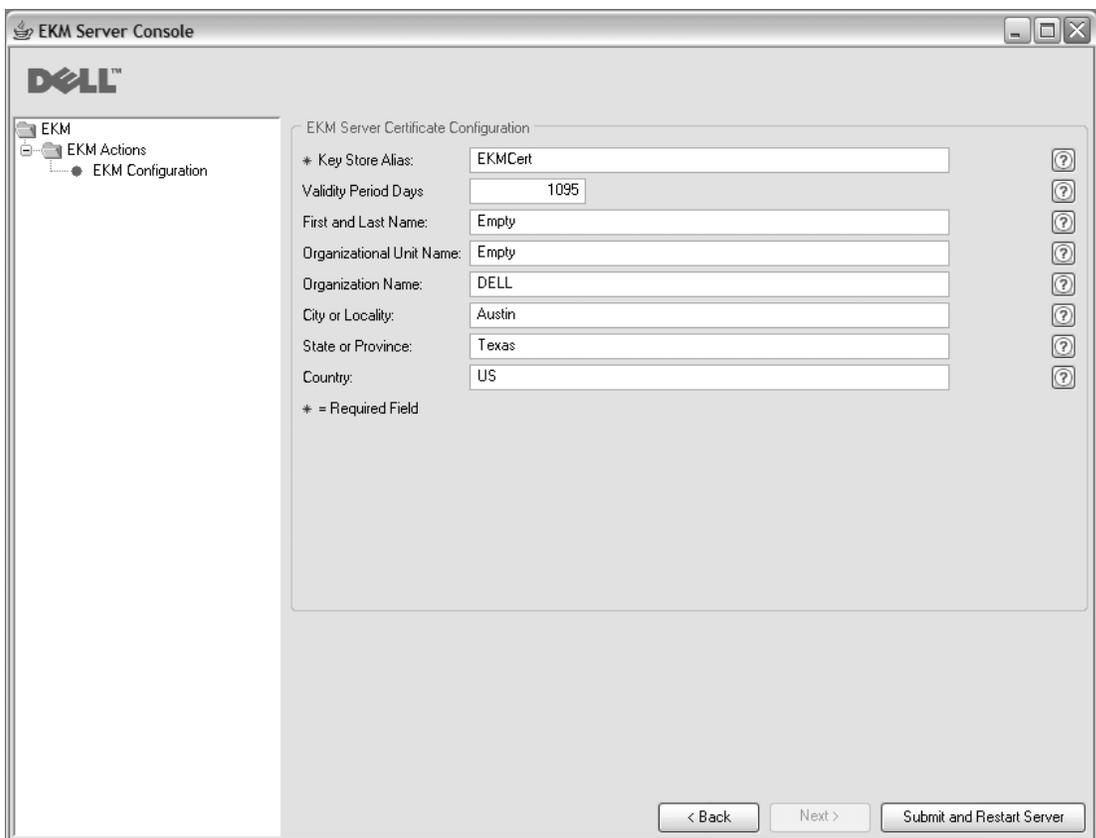 EKM Server Console
DELL™
EKM
EKM Actions
EKM Configuration
EKM Server Certificate Configuration
* Key Store Alias: EKMCert
Validity Period Days 1095
First and Last Name: Empty
Organizational Unit Name: Empty
Organization Name: DELL
City or Locality: Austin
State or Province: Texas
Country: US
* = Required Field
< Back Next > Submit and Restart Server